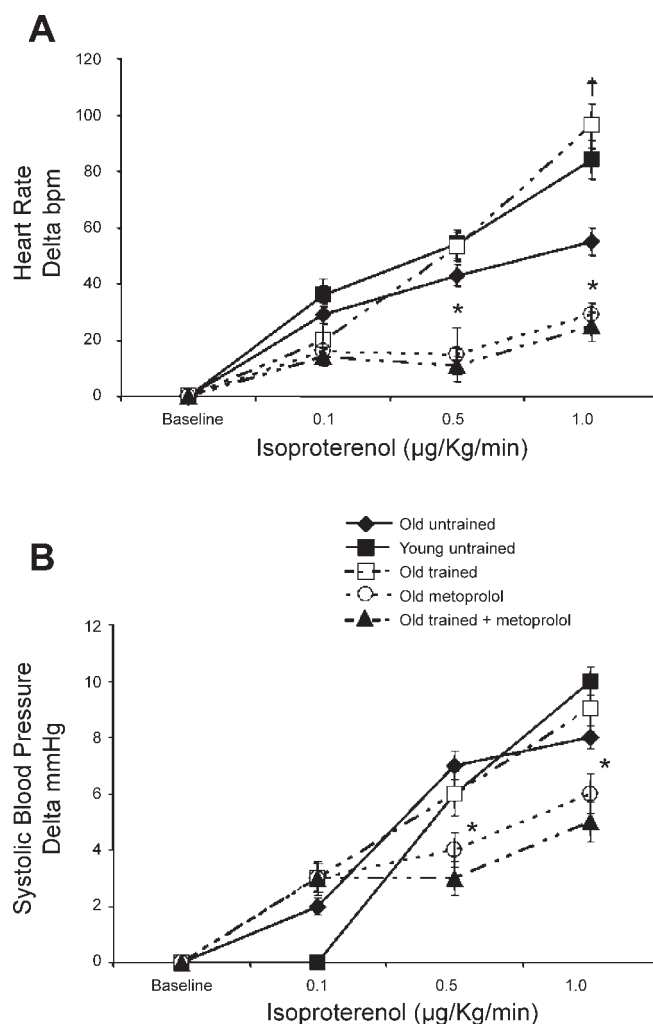 A
120
100
80
60
40
20
0
Heart Rate
Delta bpm
†
*
*
Baseline 0.1 0.5 1.0
Isoproterenol (µg/Kg/min)
Old untrained
Young untrained
Old trained
Old metoprolol
Old trained + metoprolol
B
12
10
8
6
4
2
0
Systolic Blood Pressure
Delta mmHg
*
*
Baseline 0.1 0.5 1.0
Isoproterenol (µg/Kg/min)